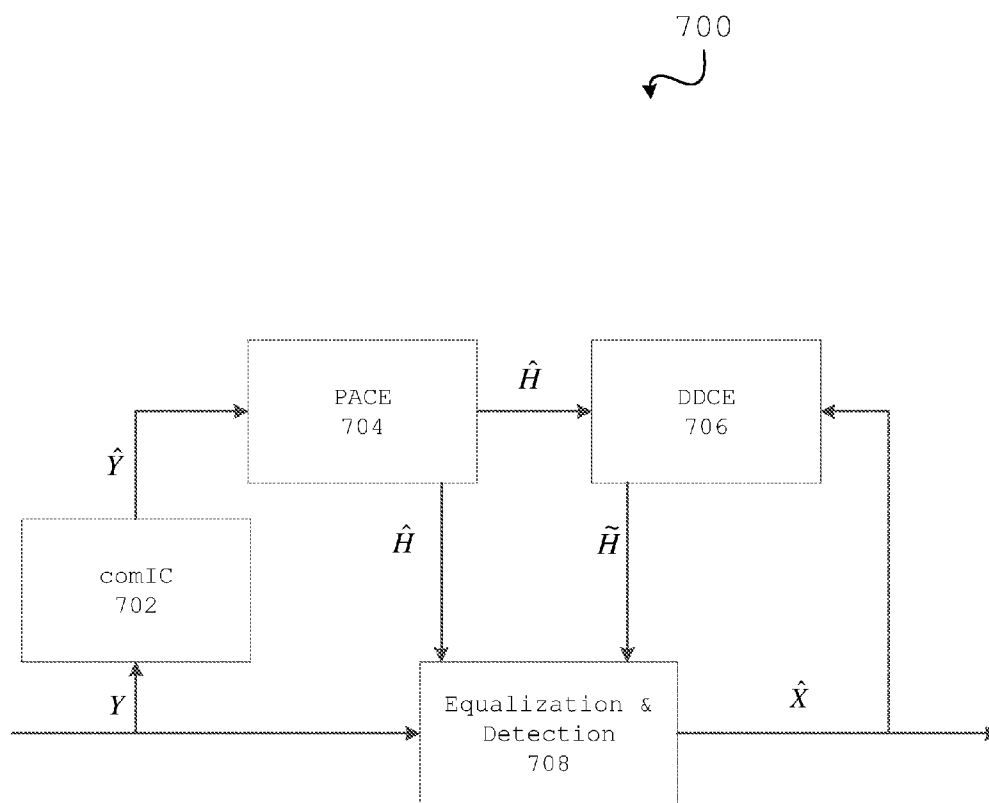 700
PACE
704
Ĥ
DDCE
706
Ŷ
Ĥ
H̃
comIC
702
Y
Equalization &
Detection
708
X̂